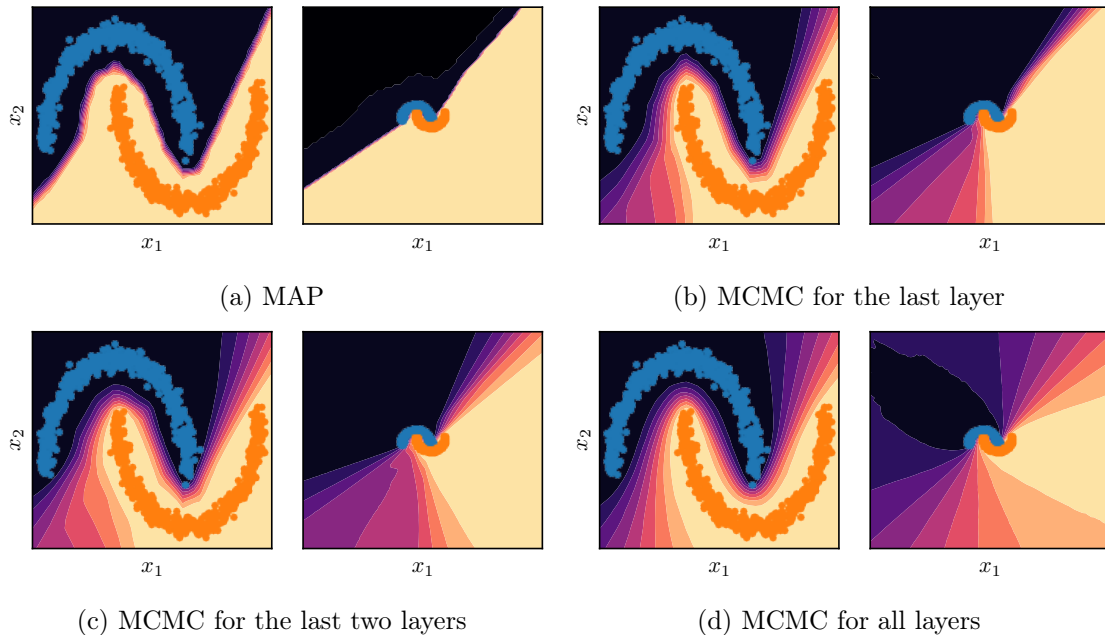 x₂
x₁ x₁
x₁ x₁
(a) MAP
(b) MCMC for the last layer
x₂
x₂
x₁ x₁
x₁ x₁
(c) MCMC for the last two layers
(d) MCMC for all layers
x₂